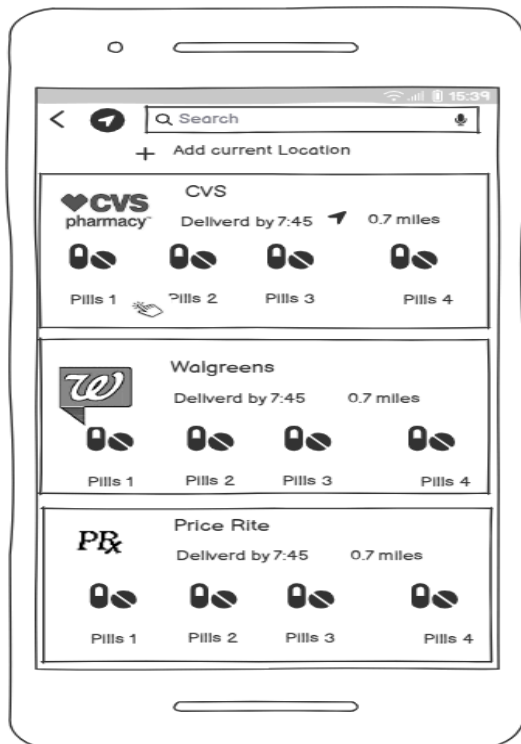 15:39
Search
+ Add current Location
CVS pharmacy™
CVS
Deliverd by 7:45 0.7 miles
Pills 1 Pills 2 Pills 3 Pills 4
W
Walgreens
Deliverd by 7:45 0.7 miles
Pills 1 Pills 2 Pills 3 Pills 4
PRx
Price Rite
Deliverd by 7:45 0.7 miles
Pills 1 Pills 2 Pills 3 Pills 4